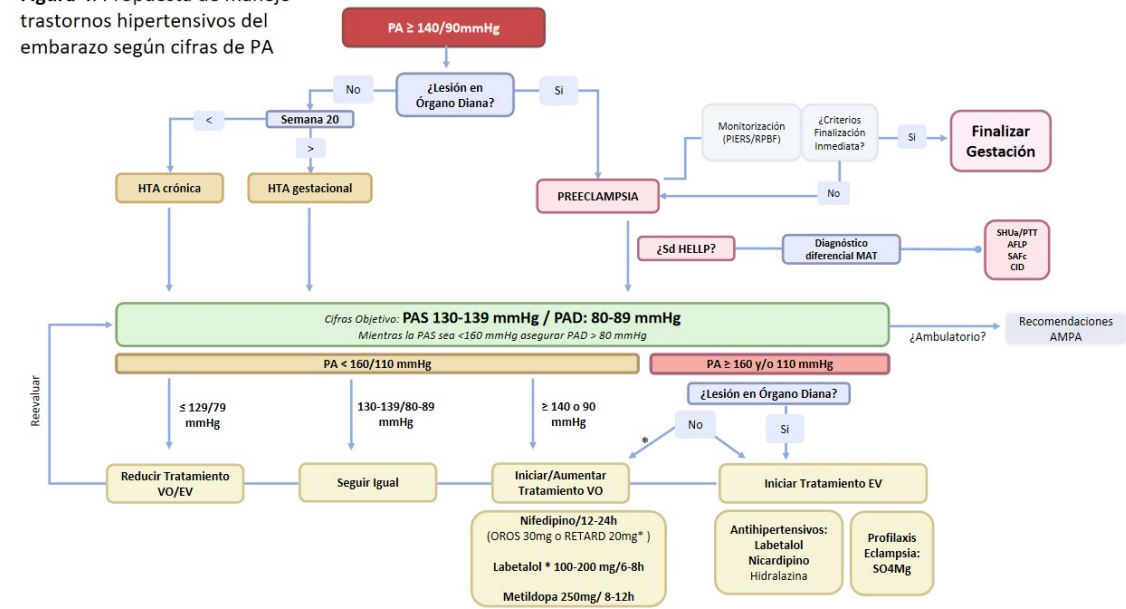 Figura 4. Propuesta de manejo
trastornos hipertensivos del
embarazo según cifras de PA
PA ≥ 140/90mmHg
No
¿Lesión en
Órgano Diana?
Si
<
Semana 20
>
Monitorización
(PIERS/RPBF)
¿Criterios
Finalización
Inmediata?
Si
Finalizar
Gestación
HTA crónica
HTA gestacional
PREECLAMPSIA
No
¿Sd HELLP?
Diagnóstico
diferencial MAT
SHUa/PTT
AFLP
SAFc
CID
Cifras Objetivo: PAS 130-139 mmHg / PAD: 80-89 mmHg
Mientras la PAS sea <160 mmHg asegurar PAD > 80 mmHg
¿Ambulatorio?
Recomendaciones
AMPA
PA < 160/110 mmHg
PA ≥ 160 y/o 110 mmHg
Reevaluar
≤ 129/79
mmHg
130-139/80-89
mmHg
≥ 140 o 90
mmHg
¿Lesión en Órgano Diana?
*
No
Si
Reducir Tratamiento
VO/EV
Seguir Igual
Iniciar/Aumentar
Tratamiento VO
Iniciar Tratamiento EV
Nifedipino/12-24h
(OROS 30mg o RETARD 20mg* )
Labetalol * 100-200 mg/6-8h
Metildopa 250mg/ 8-12h
Antihipertensivos:
Labetalol
Nicardipino
Hidralazina
Profilaxis
Eclampsia:
SO4Mg